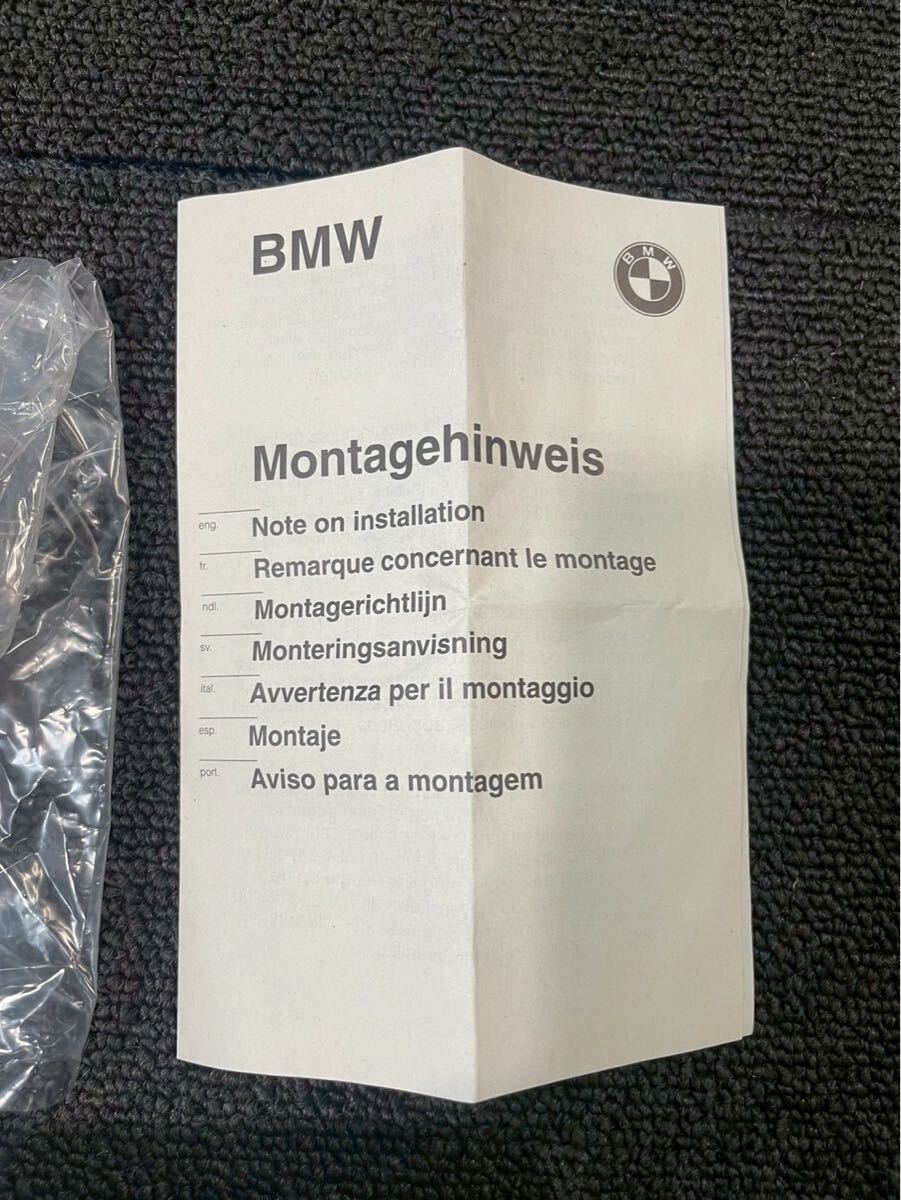 BMW
BMW
Montagehinweis
eng. Note on installation
fr. Remarque concernant le montage
ndl. Montagerichtlijn
sv. Monteringsanvisning
ital. Avvertenza per il montaggio
esp. Montaje
port. Aviso para a montagem